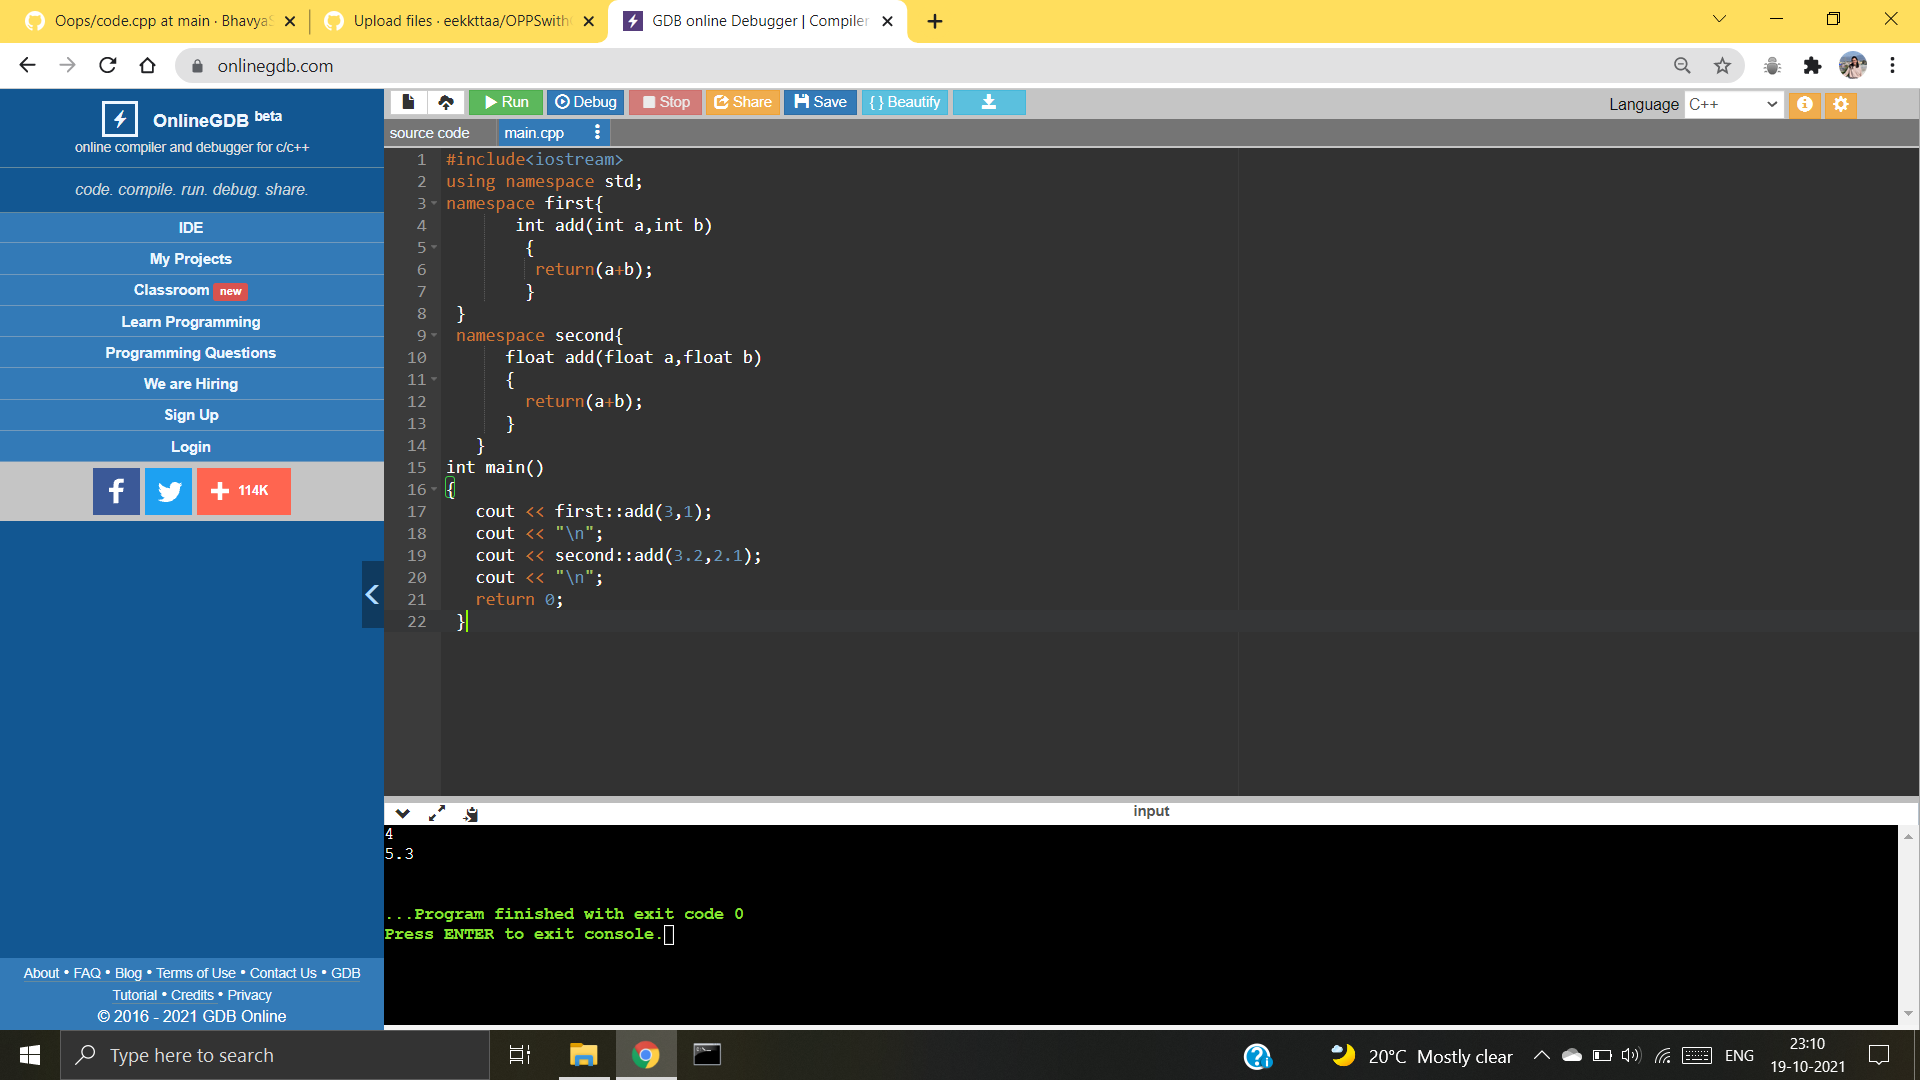 Oops/code.cpp at main · BhavyaS
Upload files · eekkttaa/OPPSwith
GDB online Debugger | Compiler
onlinegdb.com
OnlineGDB beta
online compiler and debugger for c/c++
code. compile. run. debug. share.
IDE
My Projects
Classroom new
Learn Programming
Programming Questions
We are Hiring
Sign Up
Login
114K
About • FAQ • Blog • Terms of Use • Contact Us • GDB
Tutorial • Credits • Privacy
© 2016 - 2021 GDB Online
Run Debug Stop Share Save { } Beautify
Language C++
source code main.cpp
1 #include<iostream>
2 using namespace std;
3 namespace first{
4 int add(int a,int b)
5 {
6 return(a+b);
7 }
8 }
9 namespace second{
10 float add(float a,float b)
11 {
12 return(a+b);
13 }
14 }
15 int main()
16 {
17 cout << first::add(3,1);
18 cout << "\n";
19 cout << second::add(3.2,2.1);
20 cout << "\n";
21 return 0;
22 }
input
4
5.3
...Program finished with exit code 0
Press ENTER to exit console.
Type here to search
20°C Mostly clear
ENG
23:10
19-10-2021